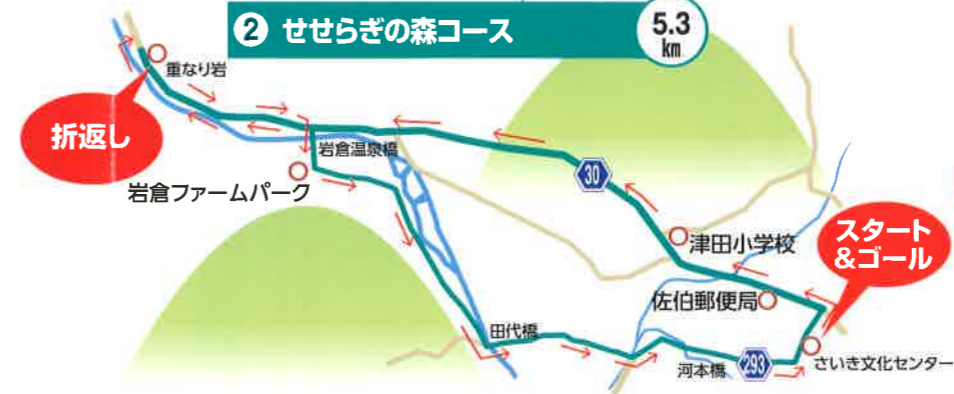 ② せせらぎの森コース
5.3
km
重なり岩
折返し
岩倉温泉橋
岩倉ファームパーク
30
津田小学校
スタート
&ゴール
佐伯郵便局
田代橋
河本橋
293
さいき文化センター